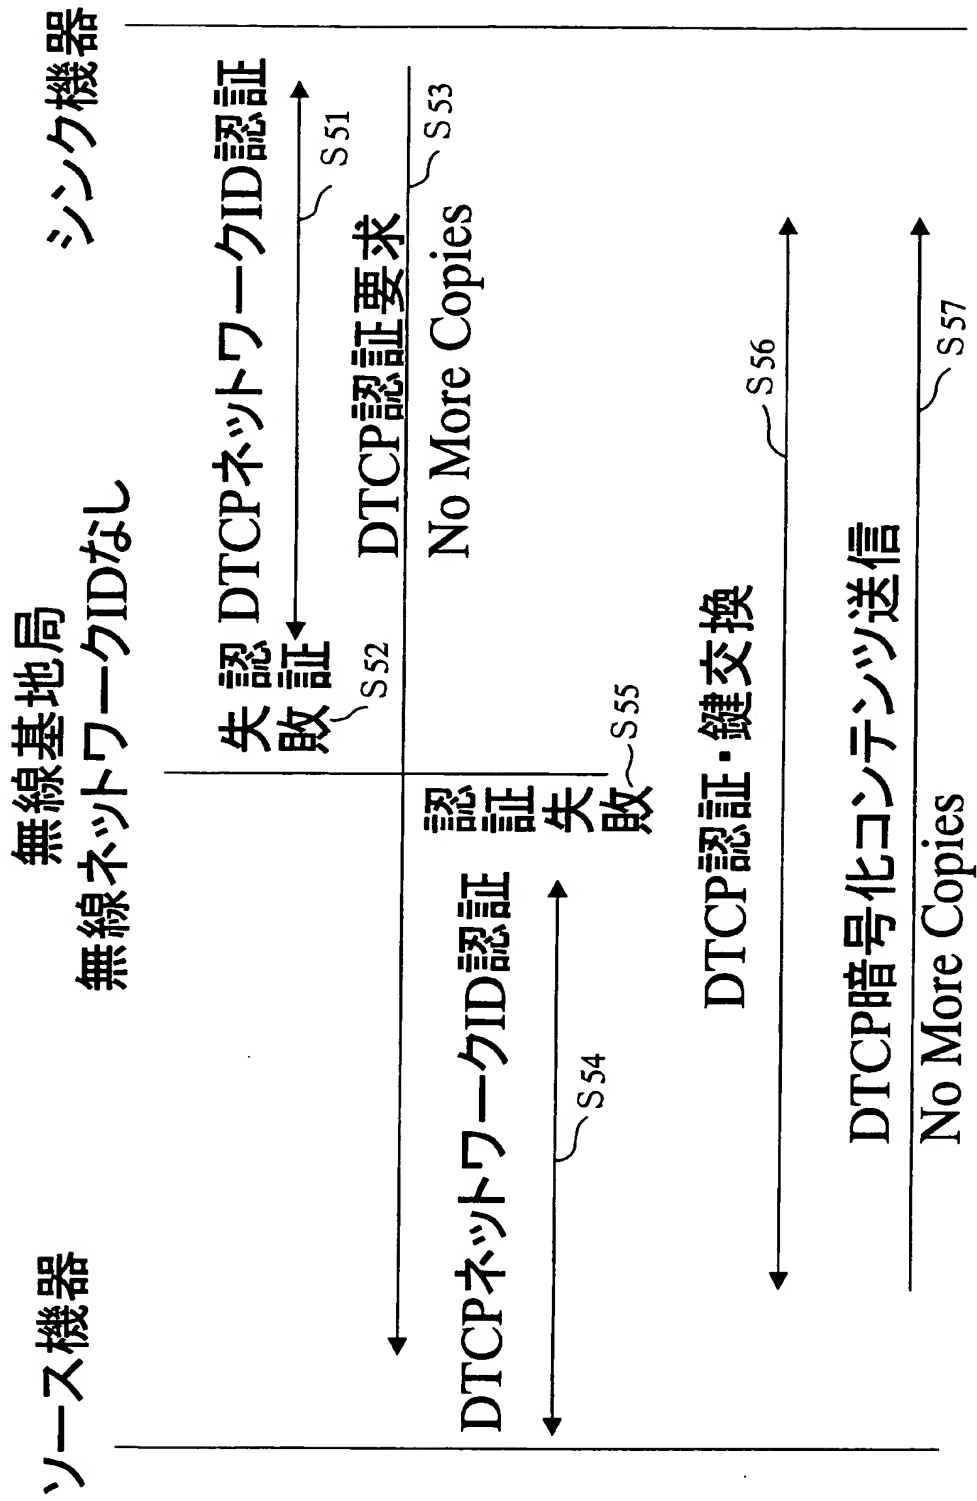 ソース機器
無線基地局
無線ネットワークIDなし
シンク機器
DTCPネットワークID認証
S51
認証
失敗
S52
DTCP認証要求
S53
No More Copies
DTCPネットワークID認証
S54
認証失敗
S55
DTCP認証・鍵交換
S56
DTCP暗号化コンテンツ送信
S57
No More Copies